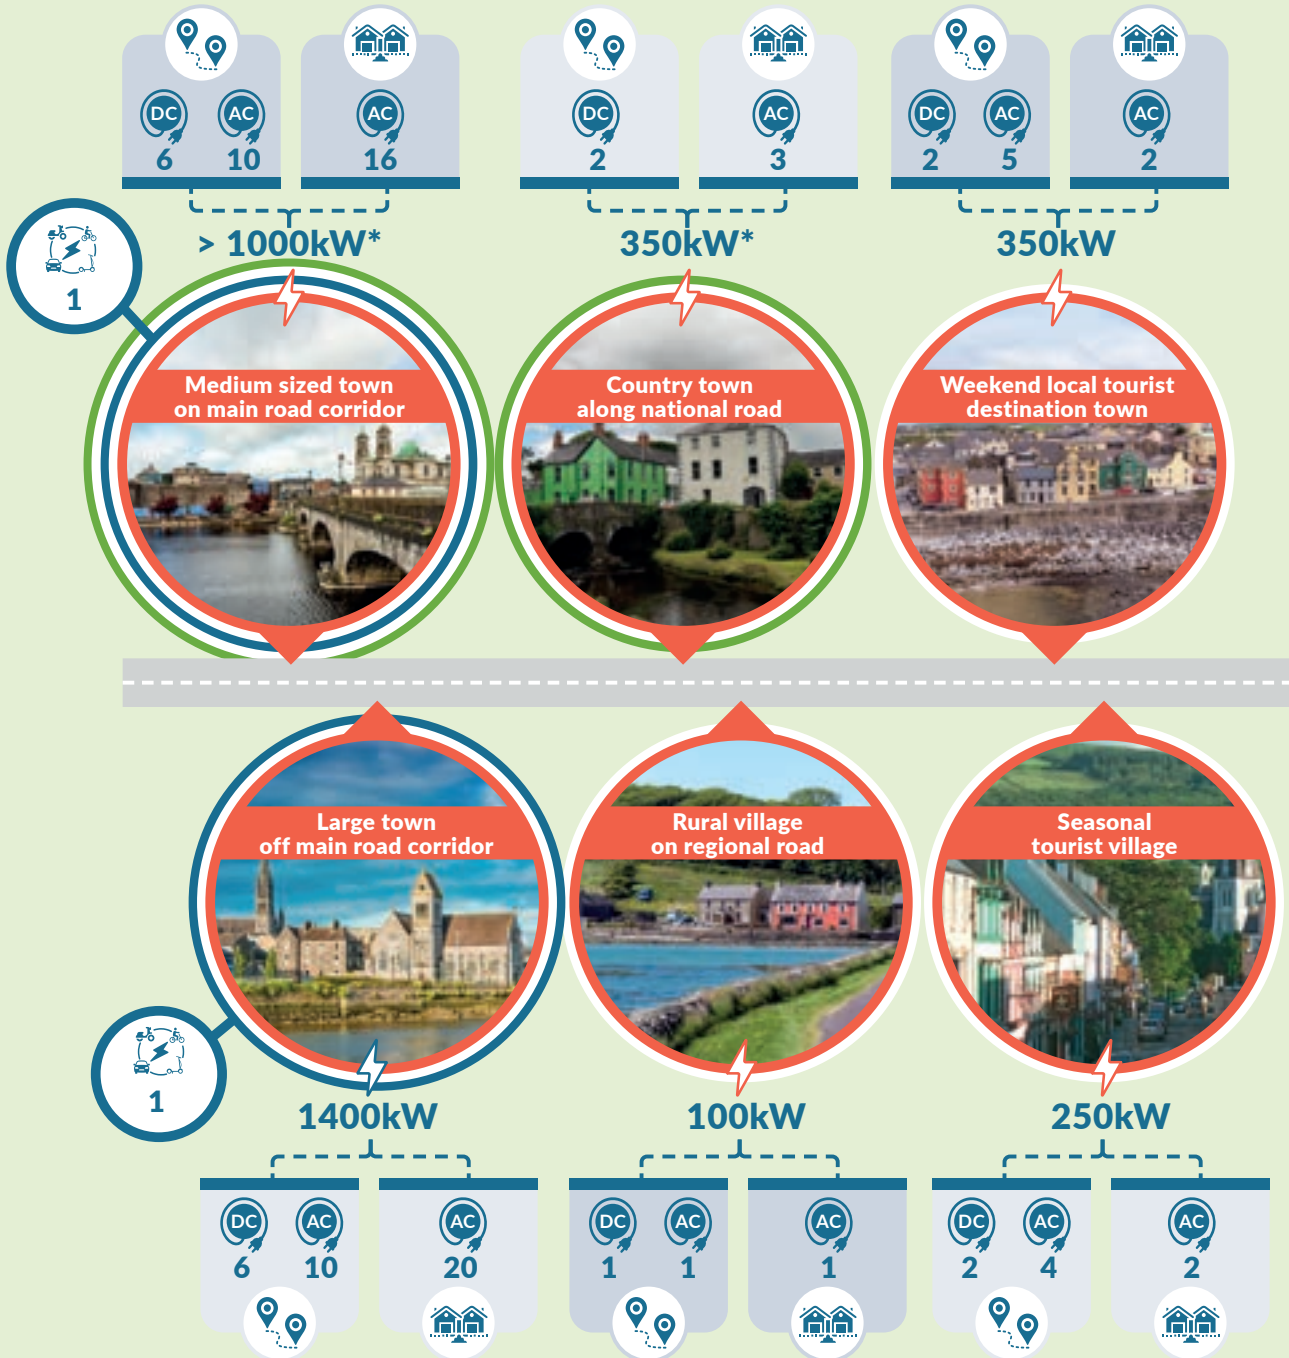 DC AC
6 10
AC
16
DC
2
AC
3
DC AC
2 5
AC
2
> 1000kW*
350kW*
350kW
1
Medium sized town
on main road corridor
Country town
along national road
Weekend local tourist
destination town
Large town
off main road corridor
Rural village
on regional road
Seasonal
tourist village
1
1400kW
100kW
250kW
DC AC
6 10
AC
20
DC AC
1 1
AC
1
DC AC
2 4
AC
2